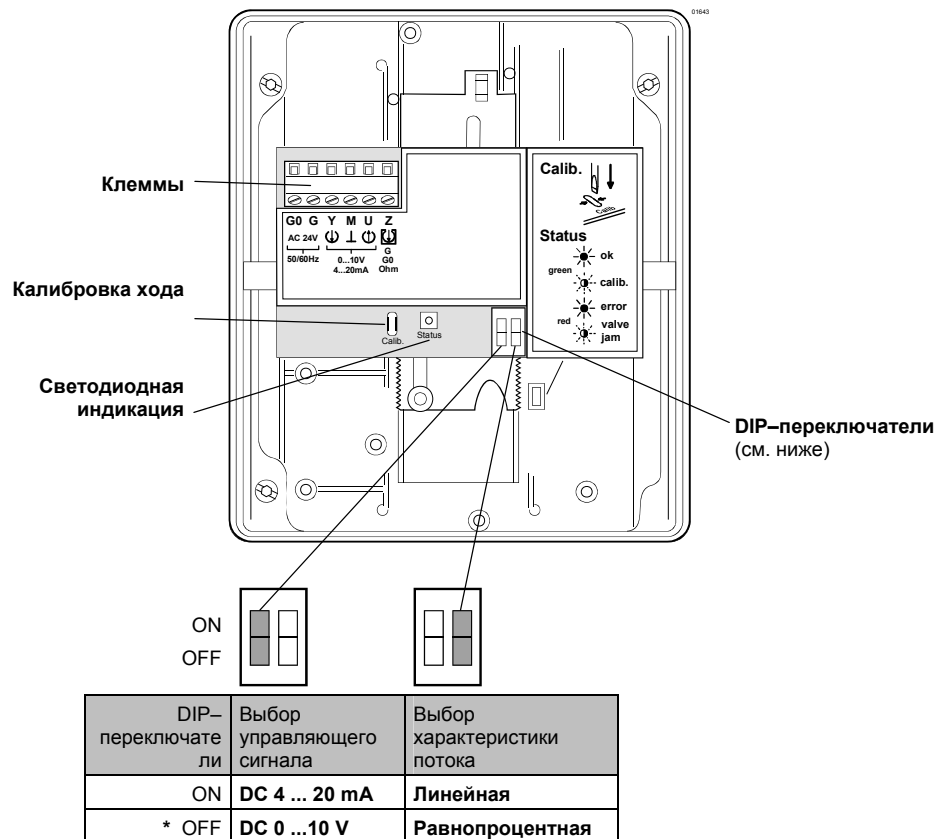 01643
Клеммы
Calib.
Calib.
G0 G Y M U Z
AC 24V
50/60Hz
0...10V
4...20mA
G
G0
Ohm
Status
ok
green
calib.
error
red
valve
jam
Калибровка хода
Calib.
Status
Светодиодная
индикация
DIP–переключатели
(см. ниже)
ON
OFF
DIP–
переключате
ли
Выбор
управляющего
сигнала
Выбор
характеристики
потока
ON DC 4 ... 20 mA Линейная
* OFF DC 0 ...10 V Равнопроцентная